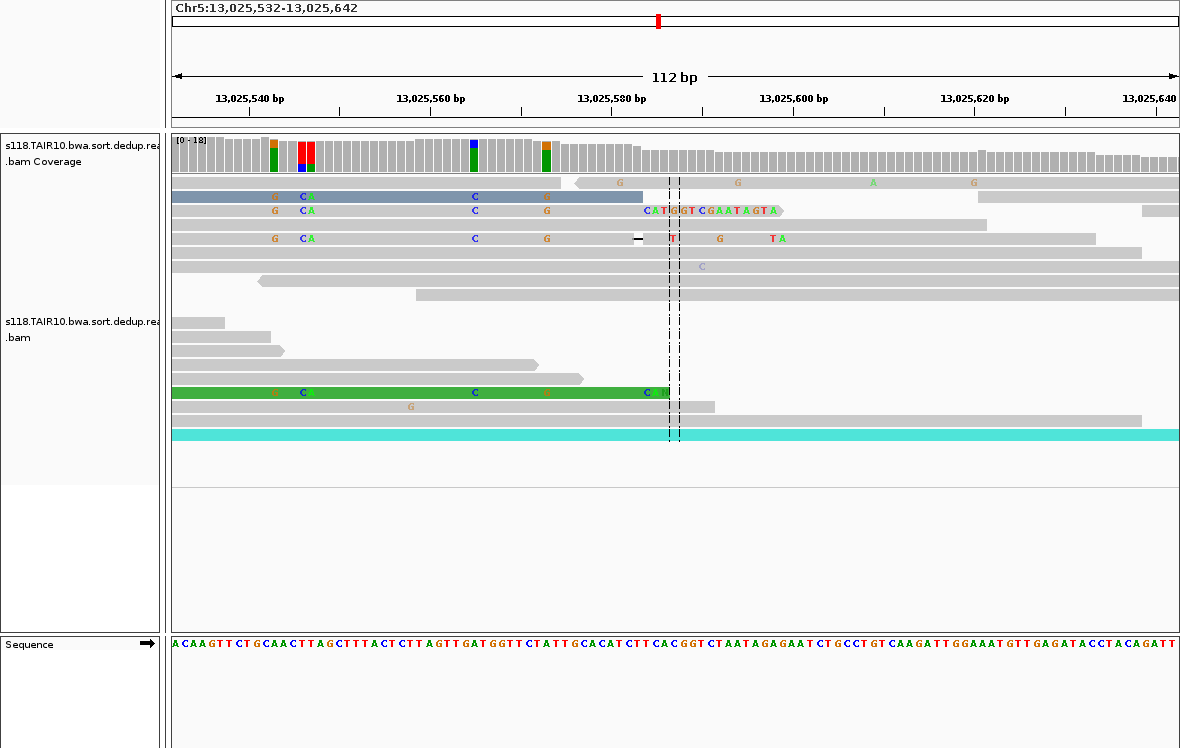 Chr5:13,025,532-13,025,642
112 bp
13,025,540 bp 13,025,560 bp 13,025,580 bp 13,025,600 bp 13,025,620 bp 13,025,640
s118.TAIR10.bwa.sort.dedup.rea
.bam Coverage
[0 - 18]
G G A G
G C A C G
G C A C G CATGGTCGAATAGTA
G C A C G T G T A
C
s118.TAIR10.bwa.sort.dedup.rea
.bam
G C A C G C A N
G
Sequence
ACAAGTTCTGCAACTTAGCTTTACTCTTAGTTGATGGTTCTATTGCACATCTTCACGGTCTAATAGAGAATCTGCCTGTCAAGATTGGAAATGTTGAGATACCTACAGATT